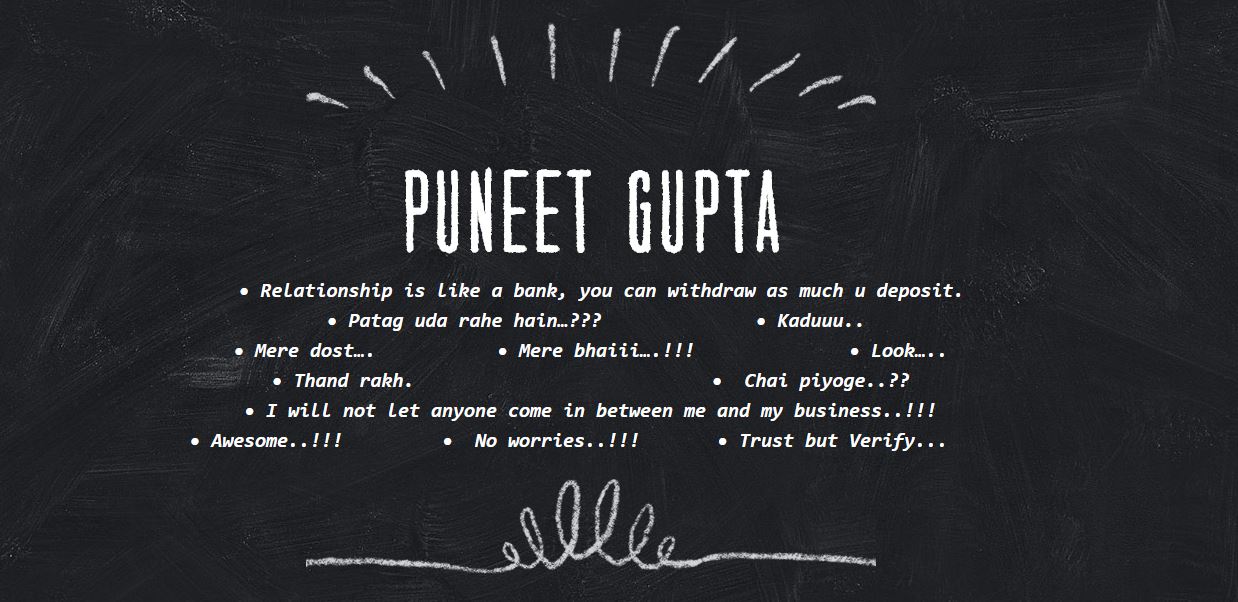 PUNEET GUPTA
• Relationship is like a bank, you can withdraw as much u deposit.
• Patag uda rahe hain…??? • Kaduuu..
• Mere dost…. • Mere bhaiii….!!! • Look…..
• Thand rakh. • Chai piyoge..??
• I will not let anyone come in between me and my business..!!!
• Awesome..!!! • No worries..!!! • Trust but Verify...